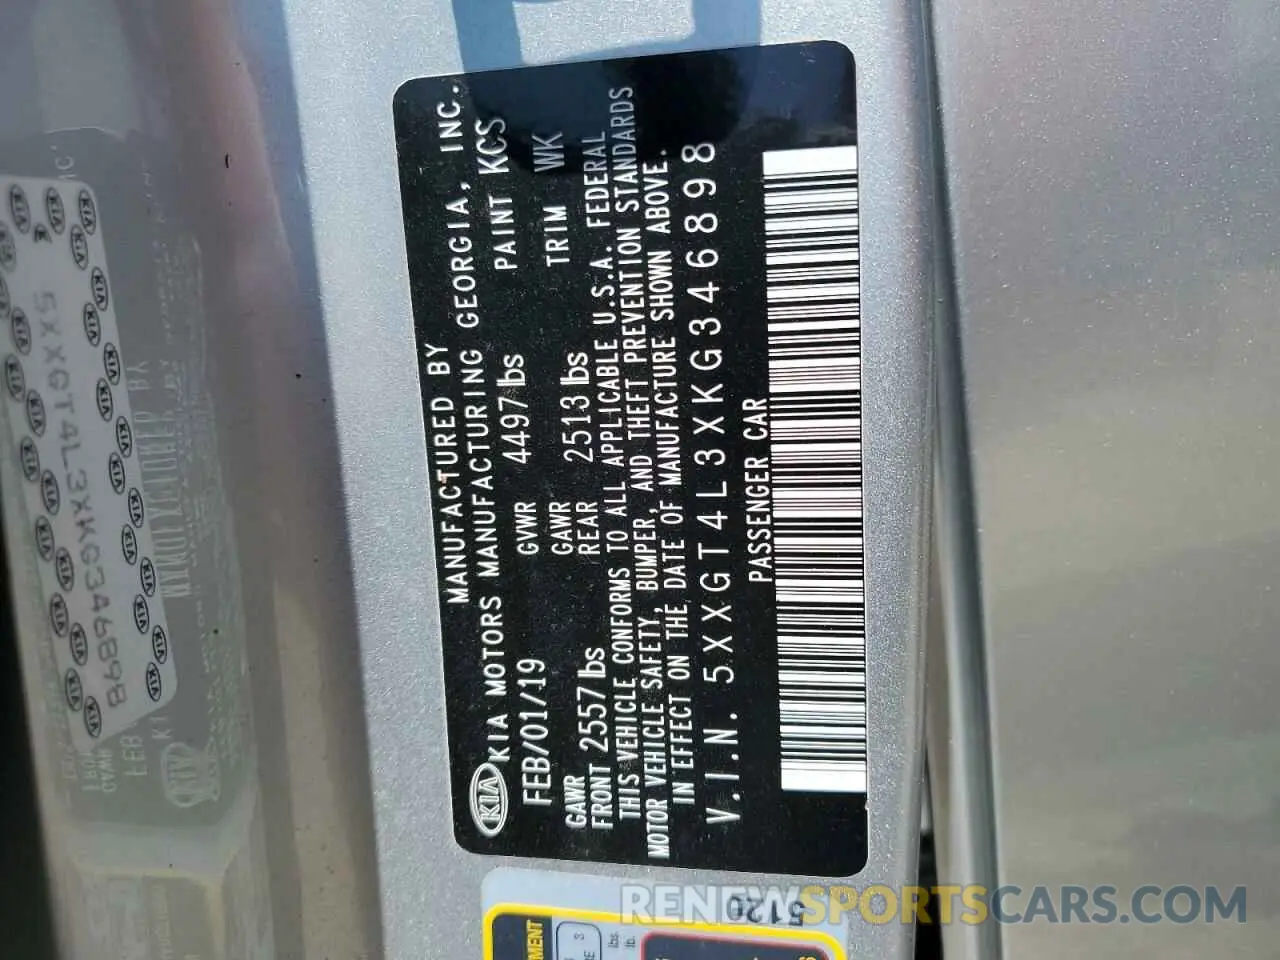 MANUFACTURED BY
KIA KIA MOTORS MANUFACTURING GEORGIA, INC.
FEB/01/19 GVWR 4497 lbs PAINT KCS
GAWR FRONT 2557 lbs GAWR REAR 2513 lbs TRIM WK
THIS VEHICLE CONFORMS TO ALL APPLICABLE U.S.A. FEDERAL
MOTOR VEHICLE SAFETY, BUMPER, AND THEFT PREVENTION STANDARDS
IN EFFECT ON THE DATE OF MANUFACTURE SHOWN ABOVE.
V.I.N. 5XXGT4L3XKG346898
PASSENGER CAR
5XXGT4L3XKG346898
5120
RENEWSPORTSCARS.COM